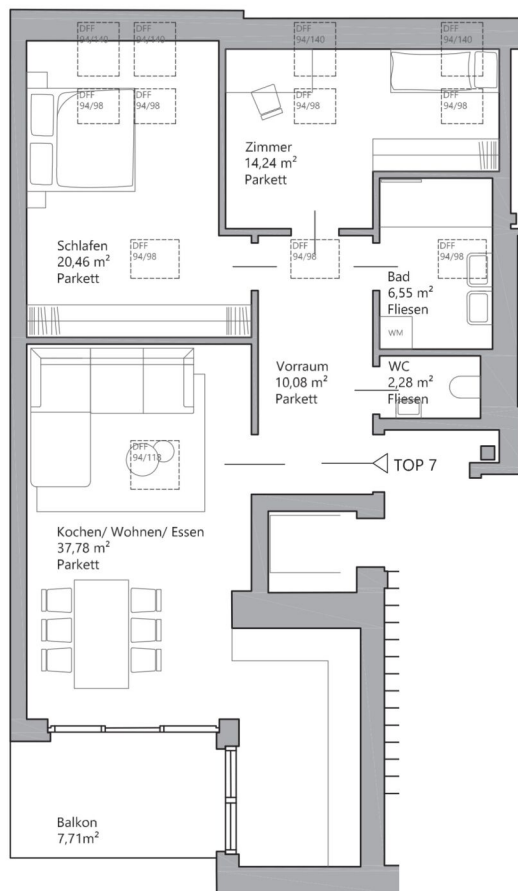 DFF
94/140
DFF
94/140
DFF
94/140
DFF
94/140
DFF
94/98
DFF
94/98
DFF
94/98
DFF
94/98
Zimmer
14,24 m²
Parkett
Schlafen
20,46 m²
Parkett
DFF
94/98
DFF
94/98
DFF
94/98
Bad
6,55 m²
Fliesen
WM
Vorraum
10,08 m²
Parkett
WC
2,28 m²
Fliesen
DFF
94/118
TOP 7
Kochen/ Wohnen/ Essen
37,78 m²
Parkett
Balkon
7,71m²